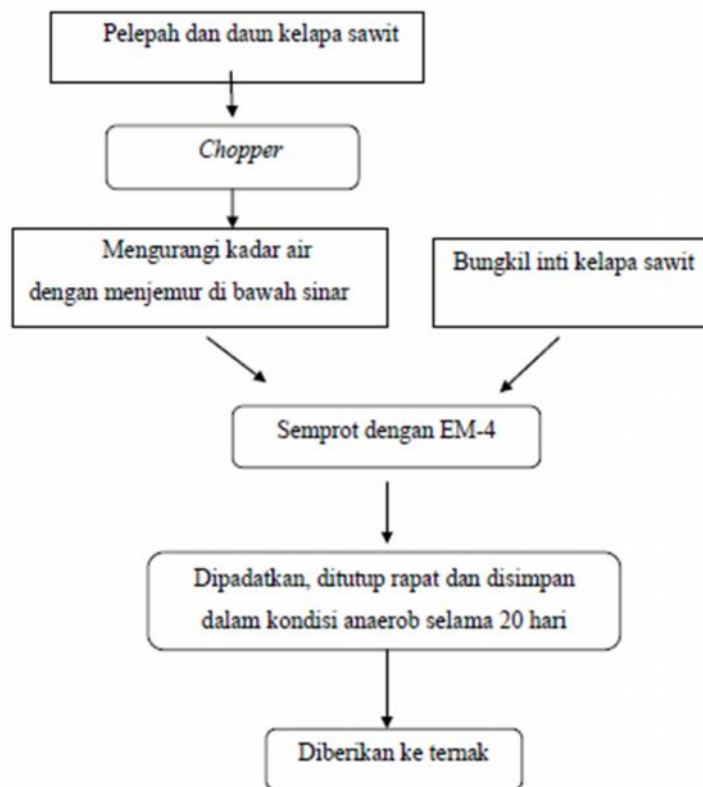 Pelepah dan daun kelapa sawit
Chopper
Mengurangi kadar air
dengan menjemur di bawah sinar
Bungkil inti kelapa sawit
Semprot dengan EM-4
Dipadatkan, ditutup rapat dan disimpan
dalam kondisi anaerob selama 20 hari
Diberikan ke ternak